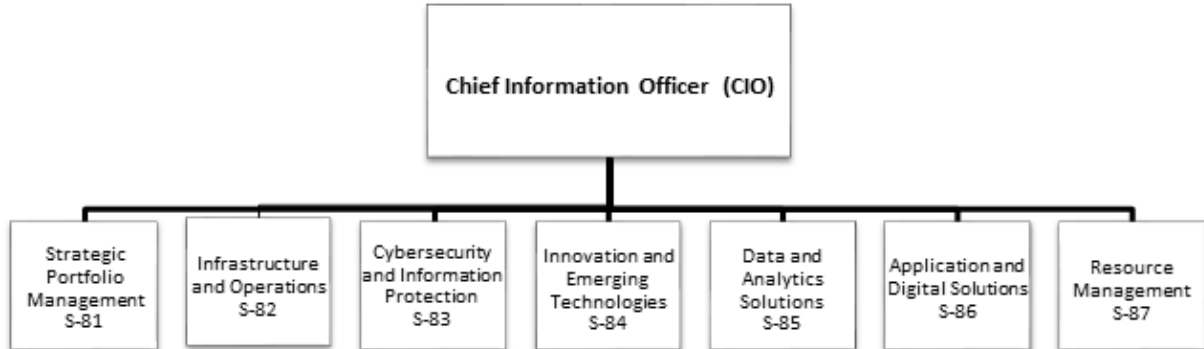 Chief Information Officer (CIO)
Strategic
Portfolio
Management
S-81
Infrastructure
and Operations
S-82
Cybersecurity
and Information
Protection
S-83
Innovation and
Emerging
Technologies
S-84
Data and
Analytics
Solutions
S-85
Application and
Digital Solutions
S-86
Resource
Management
S-87